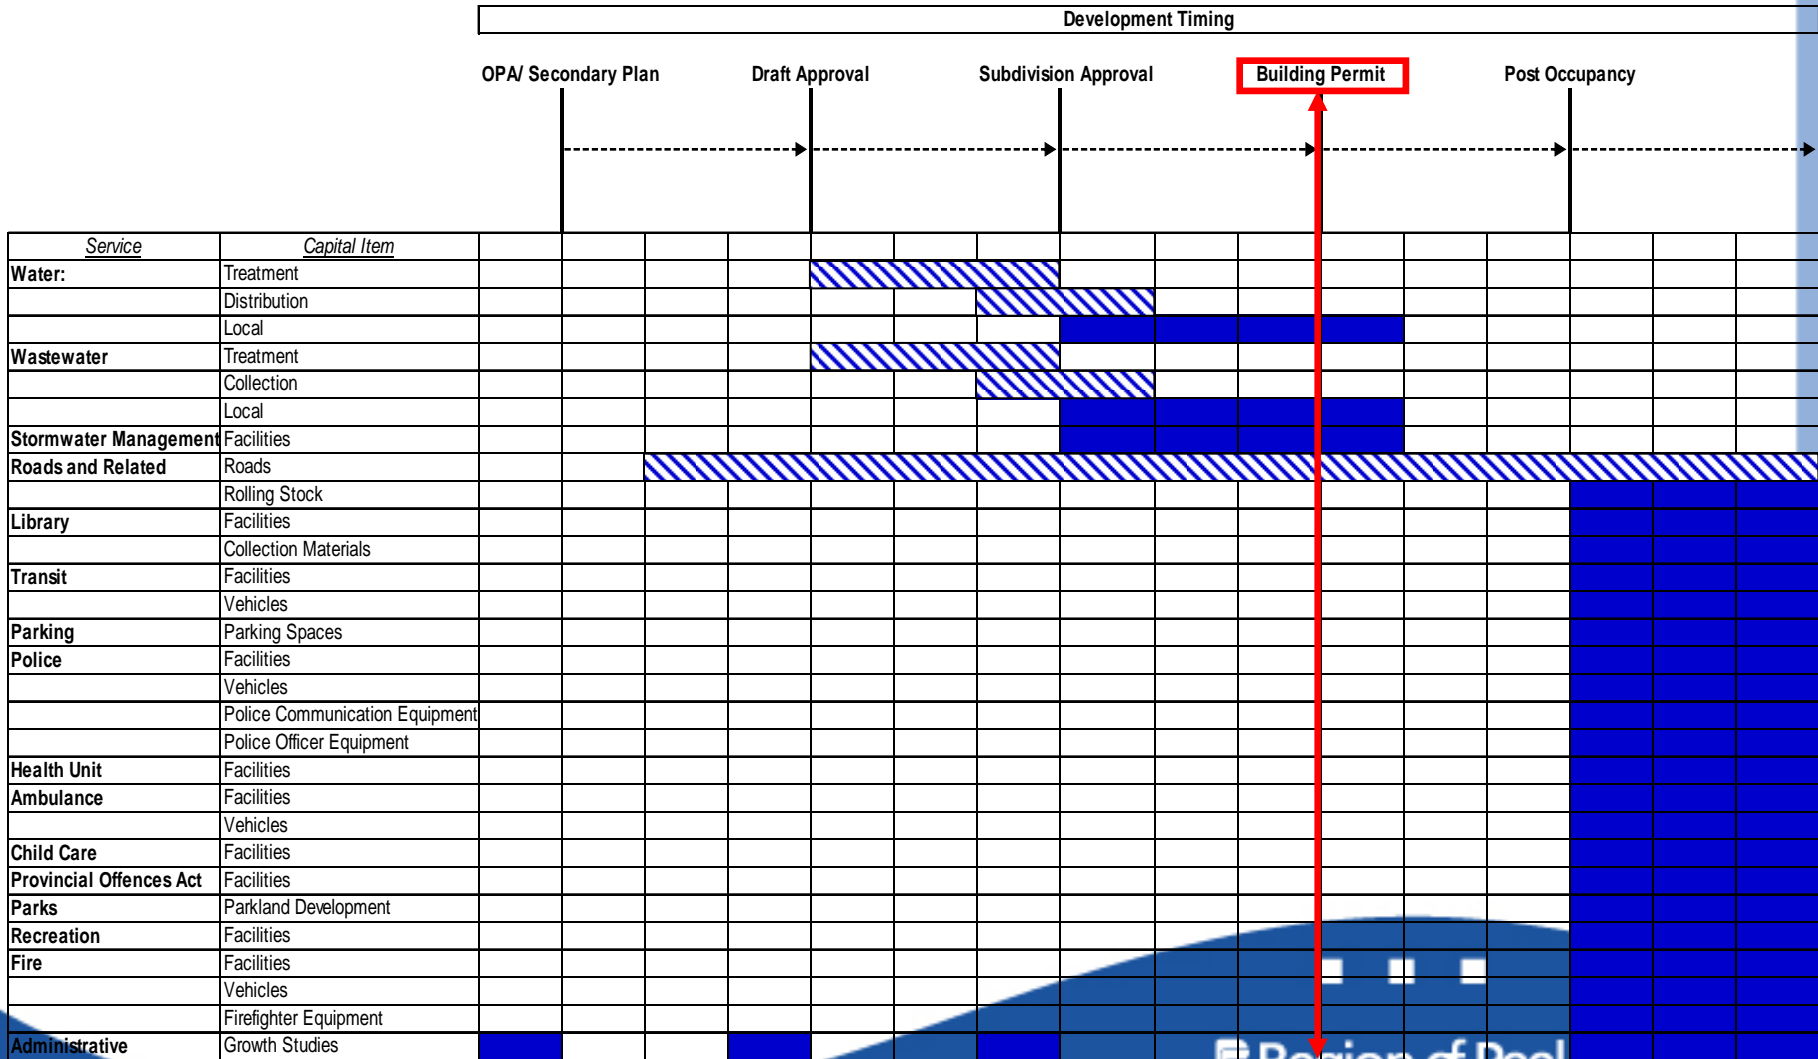 Development Timing
OPA/ Secondary Plan Draft Approval Subdivision Approval Building Permit Post Occupancy
Service Capital Item
Water: Treatment
Distribution
Local
Wastewater Treatment
Collection
Local
Stormwater Management Facilities
Roads and Related Roads
Rolling Stock
Library Facilities
Collection Materials
Transit Facilities
Vehicles
Parking Parking Spaces
Police Facilities
Vehicles
Police Communication Equipment
Police Officer Equipment
Health Unit Facilities
Ambulance Facilities
Vehicles
Child Care Facilities
Provincial Offences Act Facilities
Parks Parkland Development
Recreation Facilities
Fire Facilities
Vehicles
Firefighter Equipment
Administrative Growth Studies
Region of Peel